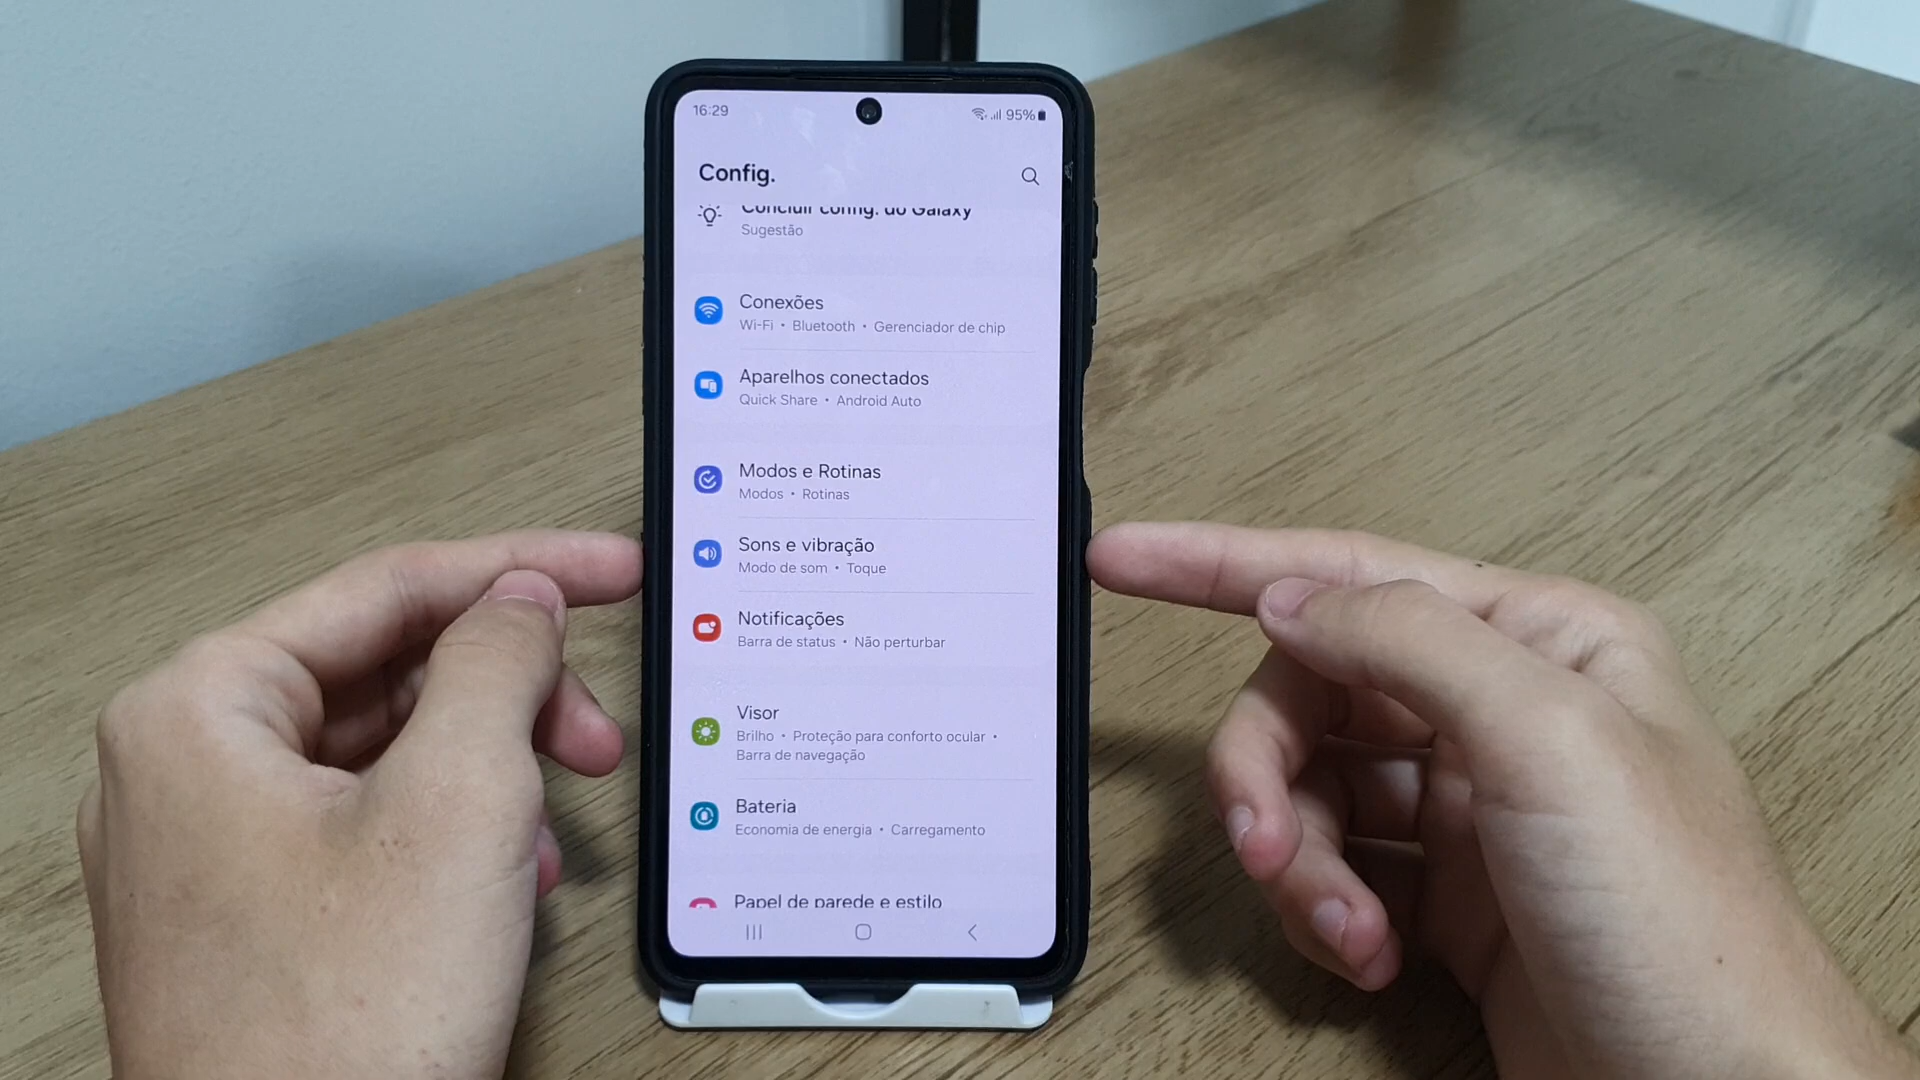 16:29
95%
Config.
Concluir config. do Galaxy
Sugestão
Conexões
Wi-Fi • Bluetooth • Gerenciador de chip
Aparelhos conectados
Quick Share • Android Auto
Modos e Rotinas
Modos • Rotinas
Sons e vibração
Modo de som • Toque
Notificações
Barra de status • Não perturbar
Visor
Brilho • Proteção para conforto ocular •
Barra de navegação
Bateria
Economia de energia • Carregamento
Papel de parede e estilo